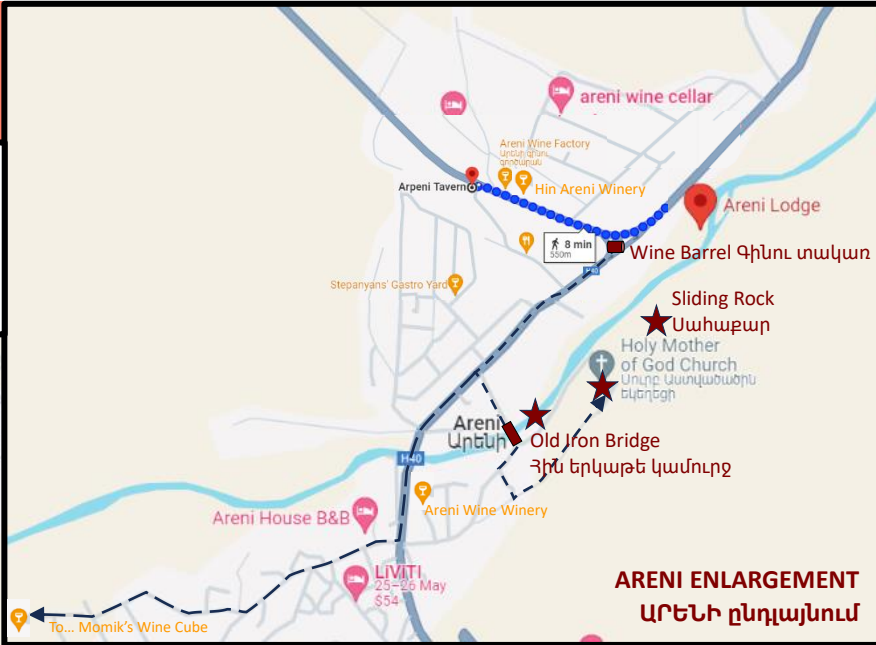 areni wine cellar
Areni Wine Factory
Արենի գինու
գործարան
Arpeni Tavern
Hin Areni Winery
Areni Lodge
8 min
550m
Wine Barrel Գինու տակառ
H40
Stepanyans' Gastro Yard
Sliding Rock
Սահաքար
Holy Mother
of God Church
Սուրբ Աստվածածին
եկեղեցի
Areni
Արենի
Old Iron Bridge
Հին երկաթե կամուրջ
H40
Areni Wine Winery
Areni House B&B
LiViTi
25–26 May
$54
To... Momik's Wine Cube
ARENI ENLARGEMENT
ԱՐԵՆԻ ընդլայնում